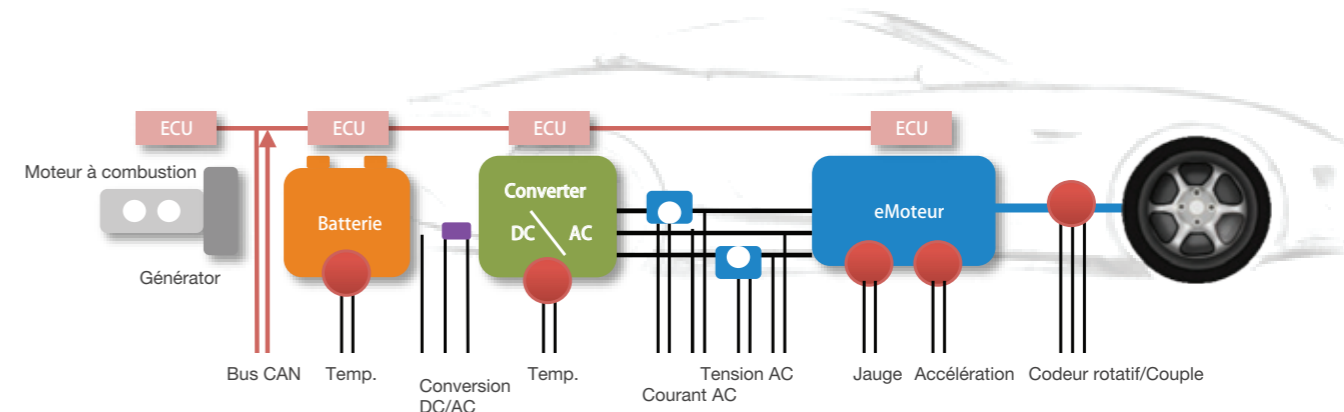 ECU
ECU
ECU
ECU
Moteur à combustion
Générator
Batterie
Converter
DC AC
eMoteur
Bus CAN
Temp.
Conversion
DC/AC
Temp.
Courant AC
Tension AC
Jauge
Accélération
Codeur rotatif/Couple